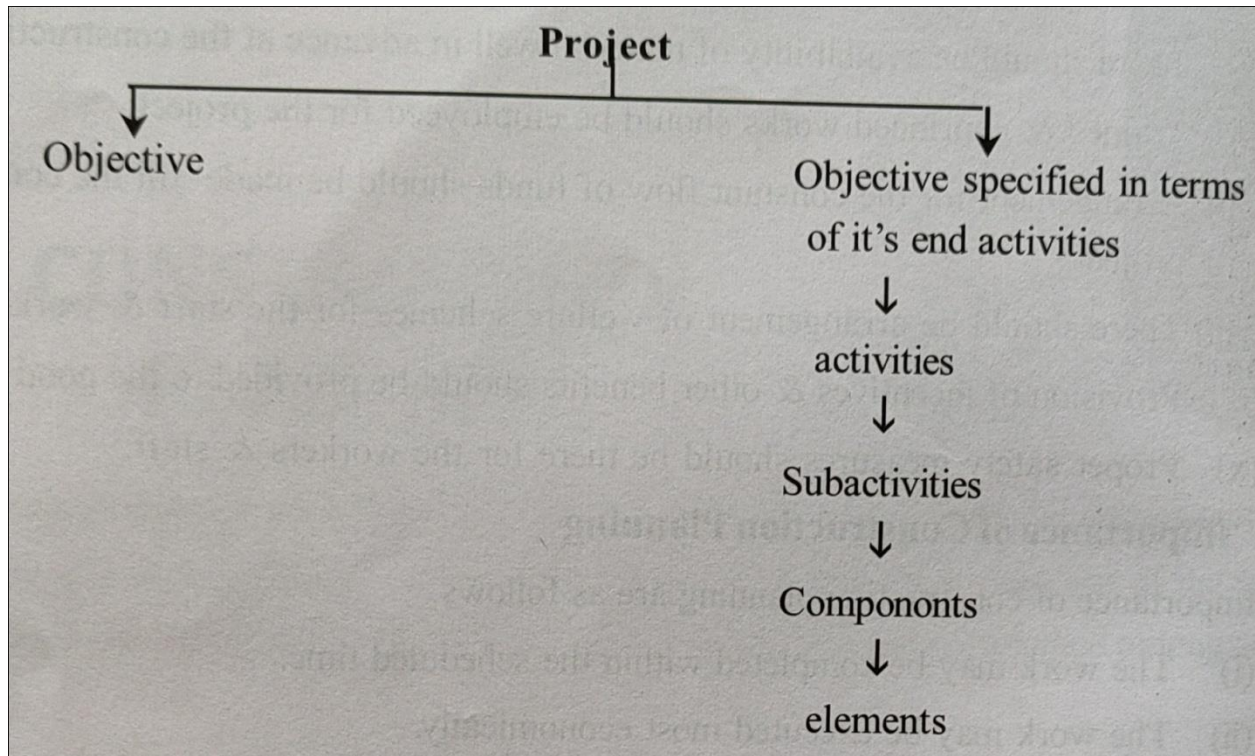 Project
Objective
Objective specified in terms
of it's end activities
activities
Subactivities
Compononts
elements